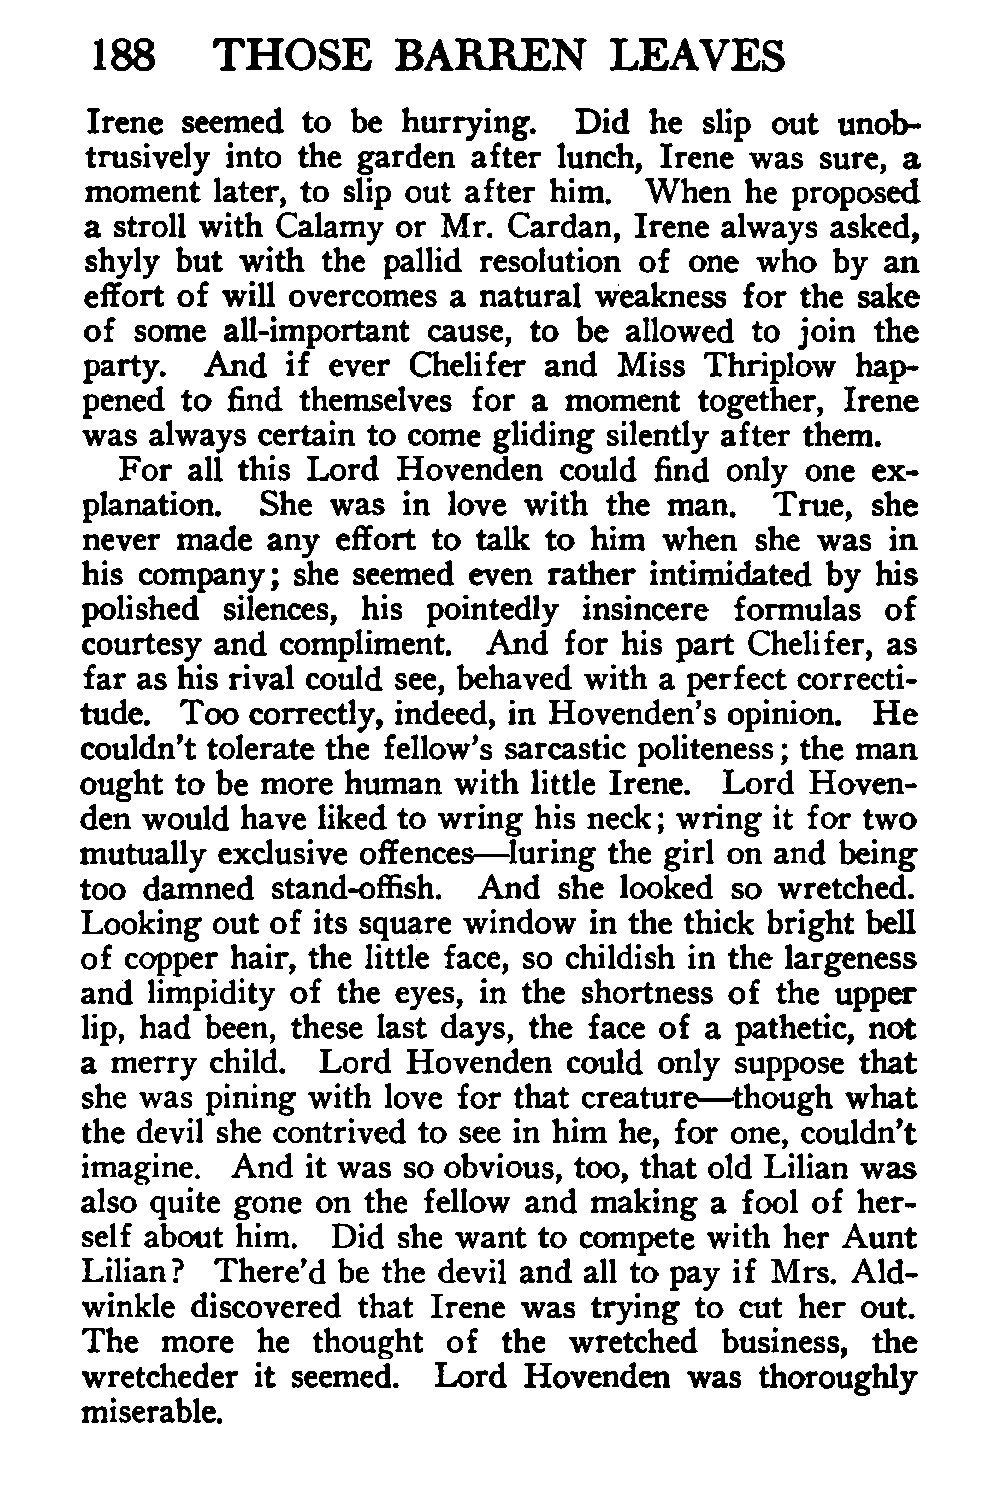 188 THOSE BARREN LEAVES
Irene seemed to be hurrying. Did he slip out unob-
trusively into the garden after lunch, Irene was sure, a
moment later, to slip out after him. When he proposed
a stroll with Calamy or Mr. Cardan, Irene always asked,
shyly but with the pallid resolution of one who by an
effort of will overcomes a natural weakness for the sake
of some all-important cause, to be allowed to join the
party. And if ever Chelifer and Miss Thriplow hap-
pened to find themselves for a moment together, Irene
was always certain to come gliding silently after them.
For all this Lord Hovenden could find only one ex-
planation. She was in love with the man. True, she
never made any effort to talk to him when she was in
his company; she seemed even rather intimidated by his
polished silences, his pointedly insincere formulas of
courtesy and compliment. And for his part Chelifer, as
far as his rival could see, behaved with a perfect correcti-
tude. Too correctly, indeed, in Hovenden's opinion. He
couldn't tolerate the fellow's sarcastic politeness; the man
ought to be more human with little Irene. Lord Hoven-
den would have liked to wring his neck; wring it for two
mutually exclusive offences—luring the girl on and being
too damned stand-offish. And she looked so wretched.
Looking out of its square window in the thick bright bell
of copper hair, the little face, so childish in the largeness
and limpidity of the eyes, in the shortness of the upper
lip, had been, these last days, the face of a pathetic, not
a merry child. Lord Hovenden could only suppose that
she was pining with love for that creature—though what
the devil she contrived to see in him he, for one, couldn't
imagine. And it was so obvious, too, that old Lilian was
also quite gone on the fellow and making a fool of her-
self about him. Did she want to compete with her Aunt
Lilian? There'd be the devil and all to pay if Mrs. Ald-
winkle discovered that Irene was trying to cut her out.
The more he thought of the wretched business, the
wretcheder it seemed. Lord Hovenden was thoroughly
miserable.